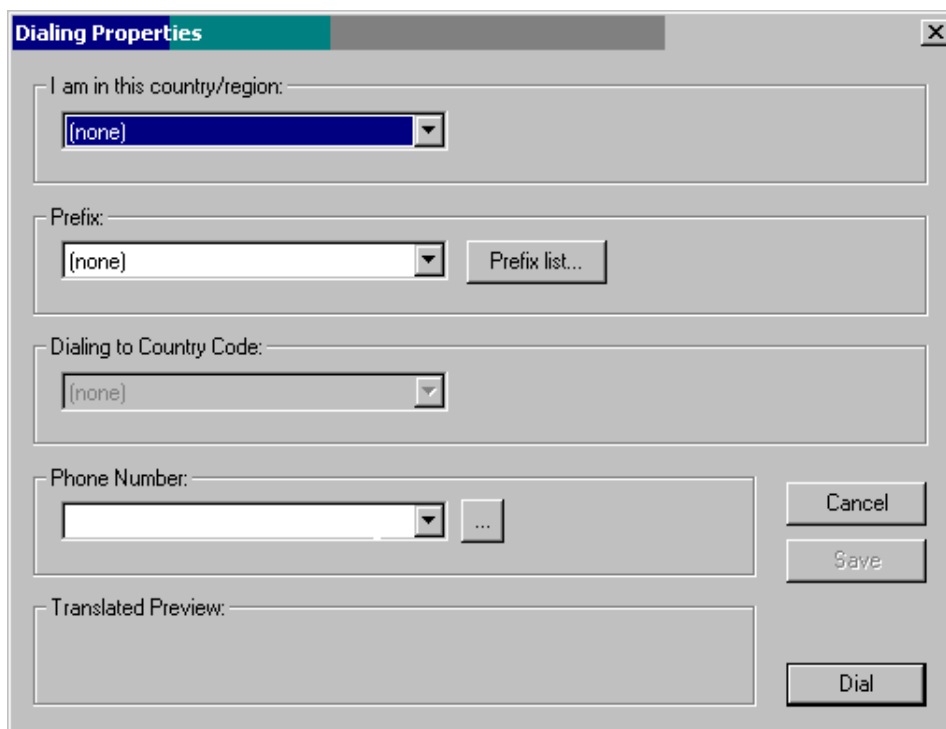 Dialing Properties
I am in this country/region:
(none)
Prefix:
(none)
Prefix list...
Dialing to Country Code:
(none)
Phone Number:
...
Cancel
Save
Translated Preview:
Dial